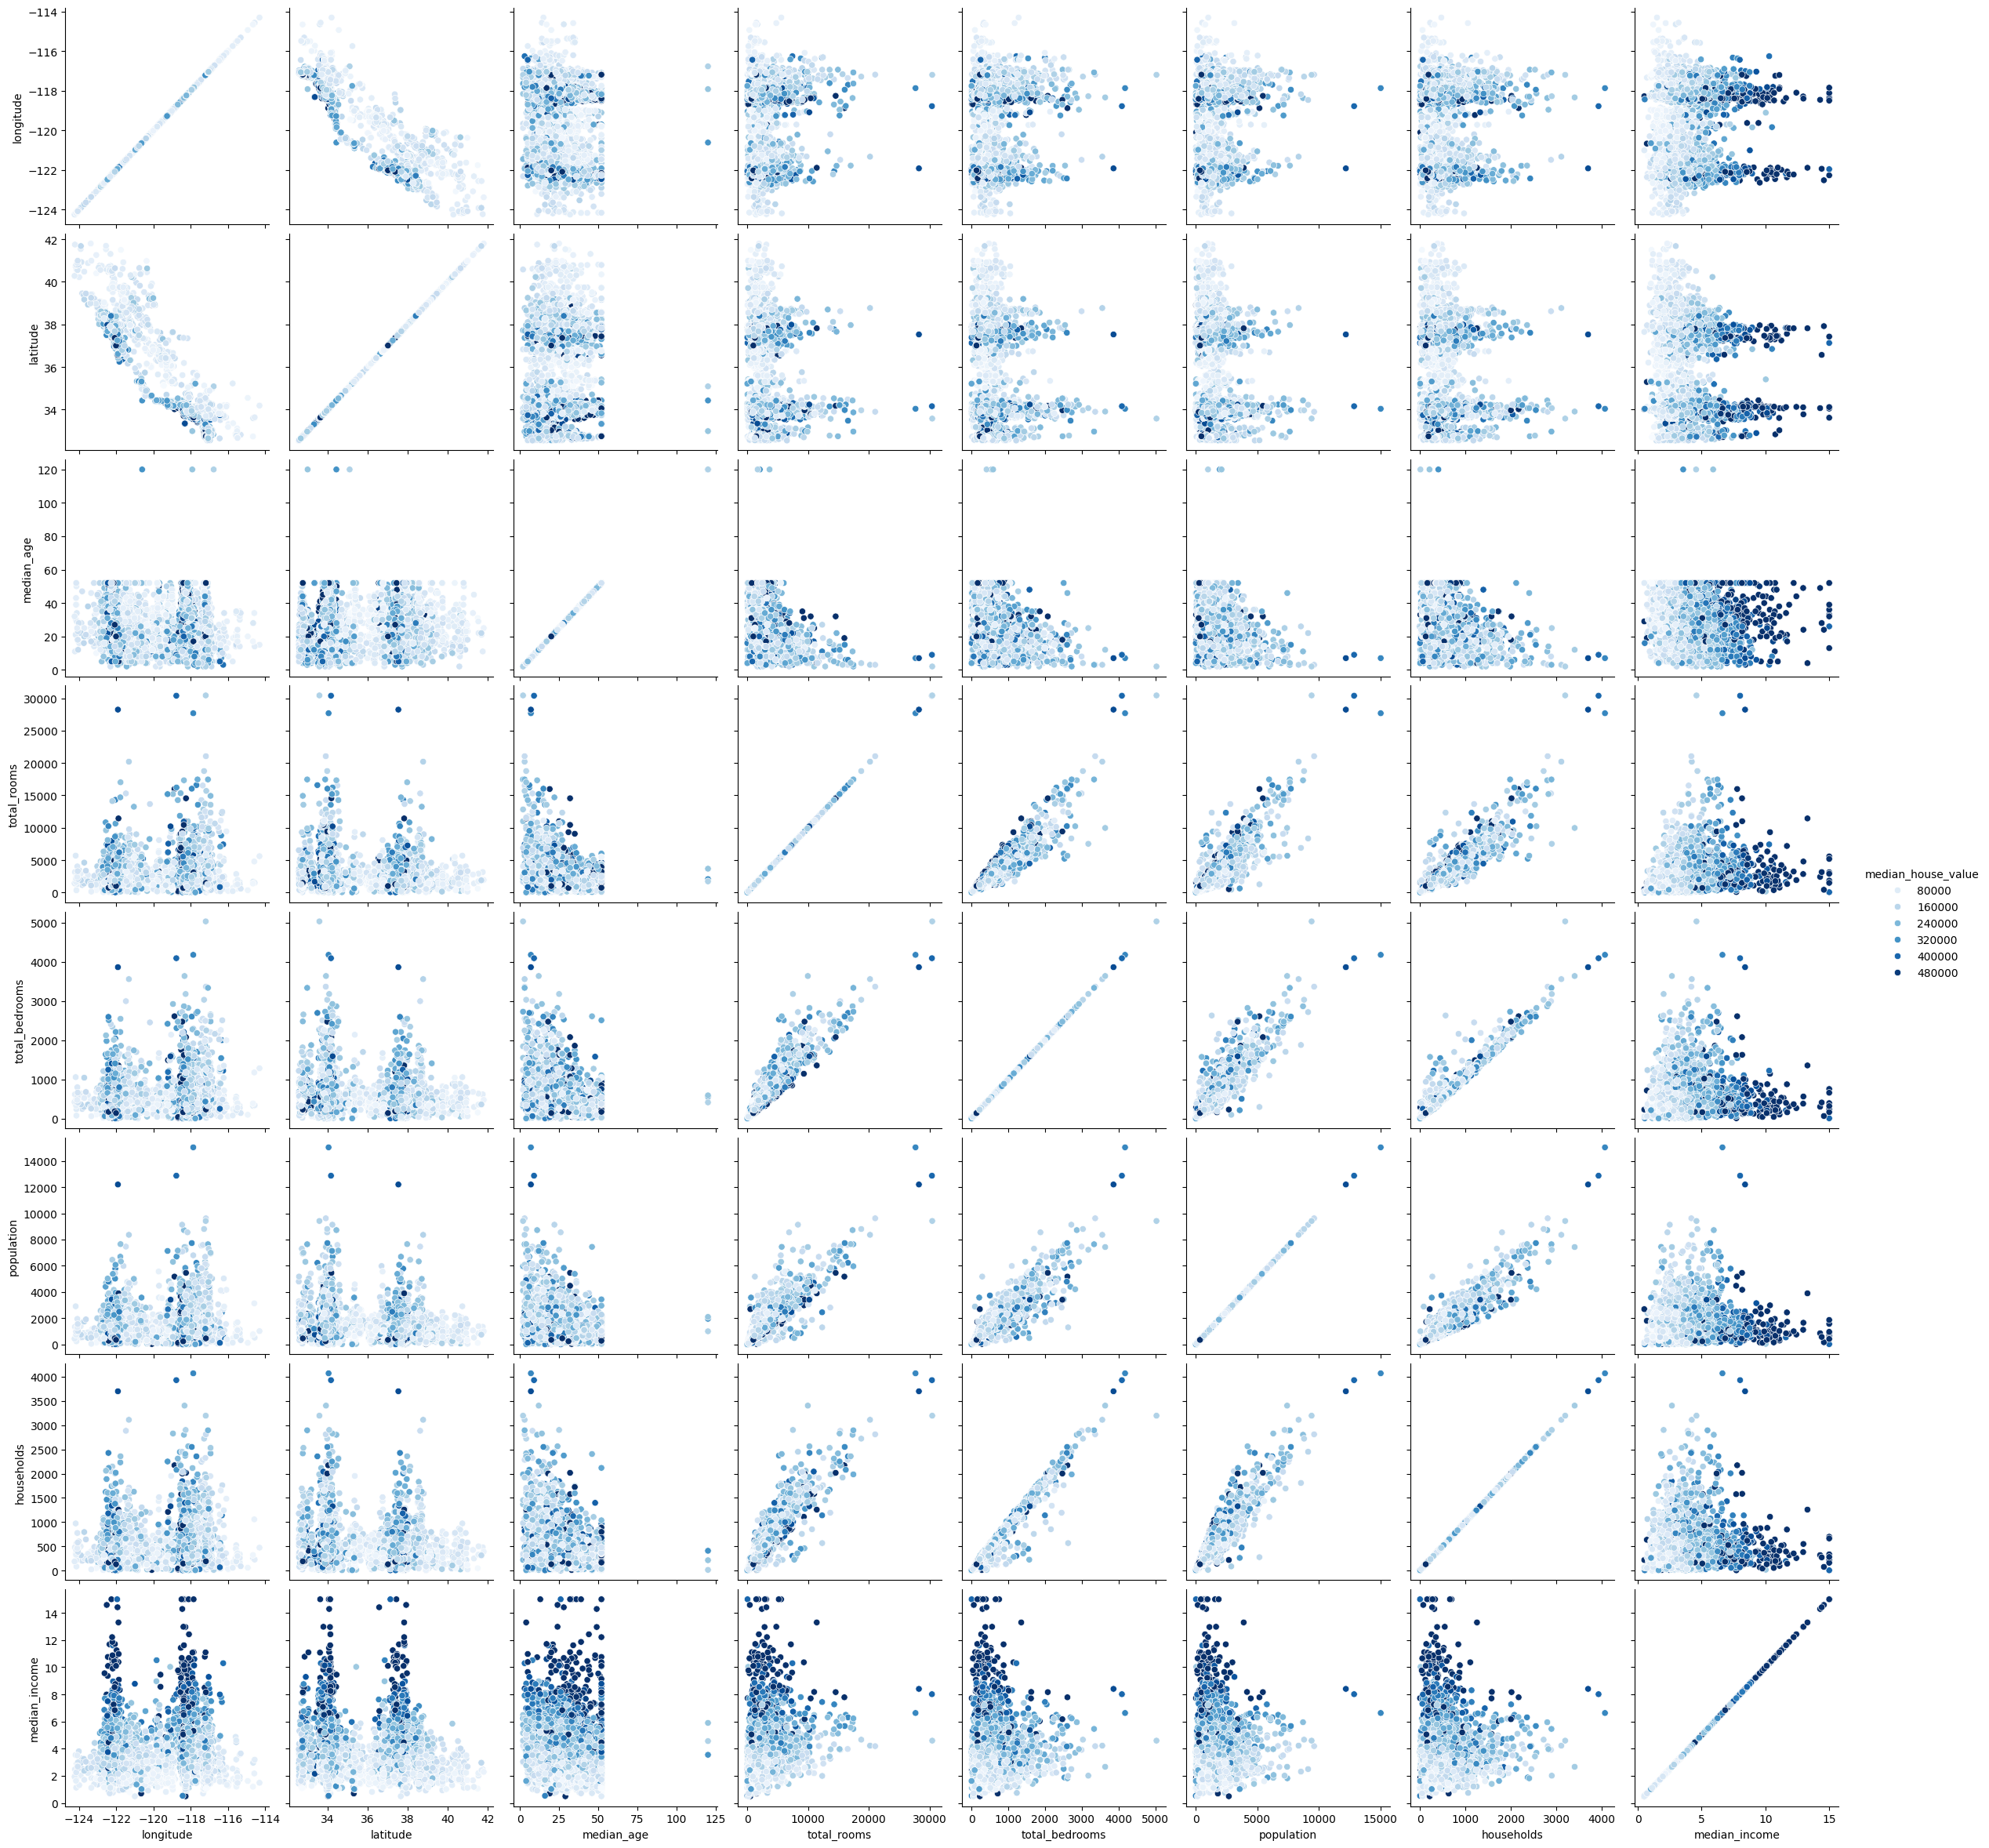 −114
−116
−118
−120
−122
−124
longitude
42
40
38
36
34
latitude
120
100
80
60
40
20
0
median_age
30000
25000
20000
15000
10000
5000
0
total_rooms
5000
4000
3000
2000
1000
0
total_bedrooms
14000
12000
10000
8000
6000
4000
2000
0
population
4000
3500
3000
2500
2000
1500
1000
500
0
households
14
12
10
8
6
4
2
0
median_income
−124 −122 −120 −118 −116 −114
longitude
34 36 38 40 42
latitude
0 25 50 75 100 125
median_age
0 10000 20000 30000
total_rooms
0 1000 2000 3000 4000 5000
total_bedrooms
0 5000 10000 15000
population
0 1000 2000 3000 4000
households
5 10 15
median_income
median_house_value
80000
160000
240000
320000
400000
480000